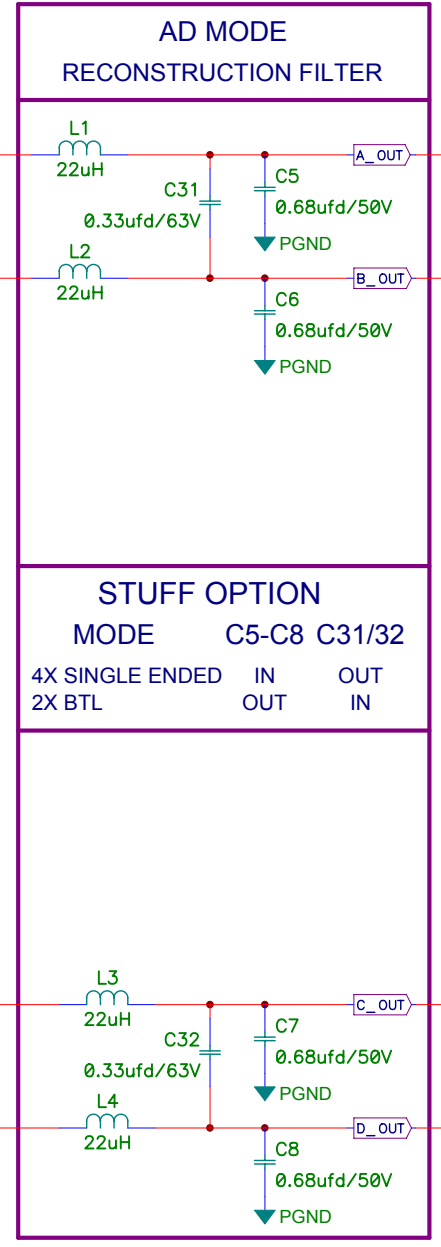 AD MODE
RECONSTRUCTION FILTER
L1
22uH
A_OUT
C31
0.33ufd/63V
C5
0.68ufd/50V
PGND
L2
22uH
B_OUT
C6
0.68ufd/50V
PGND
STUFF OPTION
MODE C5-C8 C31/32
4X SINGLE ENDED IN OUT
2X BTL OUT IN
L3
22uH
C_OUT
C32
0.33ufd/63V
C7
0.68ufd/50V
PGND
L4
22uH
D_OUT
C8
0.68ufd/50V
PGND